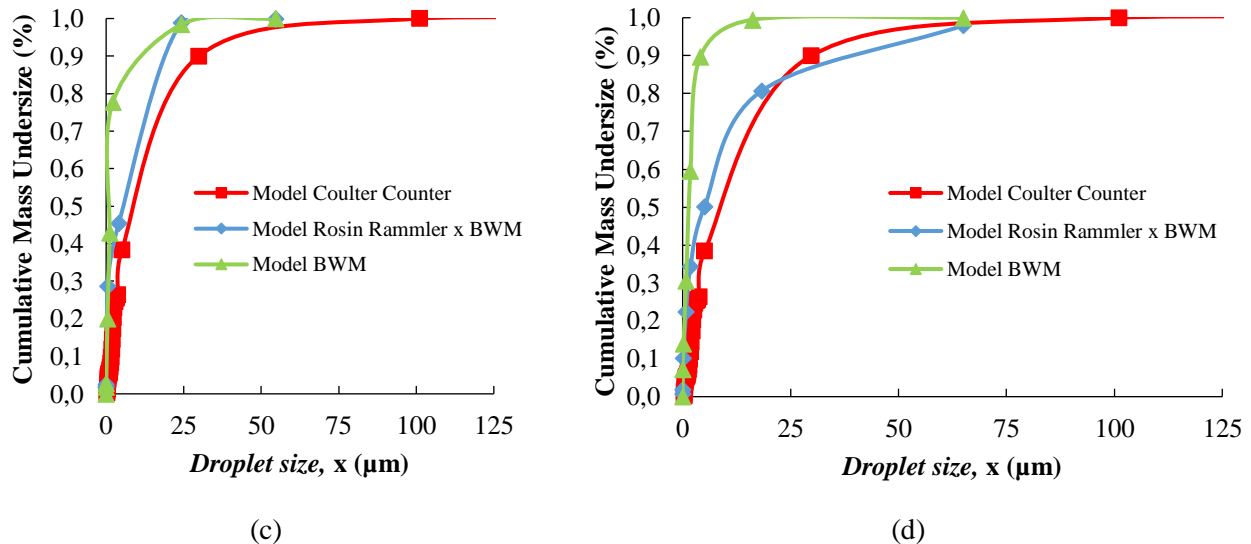 Cumulative Mass Undersize (%)
1,0
0,9
0,8
0,7
0,6
0,5
0,4
0,3
0,2
0,1
0,0
0
25
50
75
100
125
Model Coulter Counter
Model Rosin Rammler x BWM
Model BWM
Droplet size, x (µm)
(c)
Cumulative Mass Undersize (%)
1,0
0,9
0,8
0,7
0,6
0,5
0,4
0,3
0,2
0,1
0,0
0
25
50
75
100
125
Model Coulter Counter
Model Rosin Rammler x BWM
Model BWM
Droplet size, x (µm)
(d)